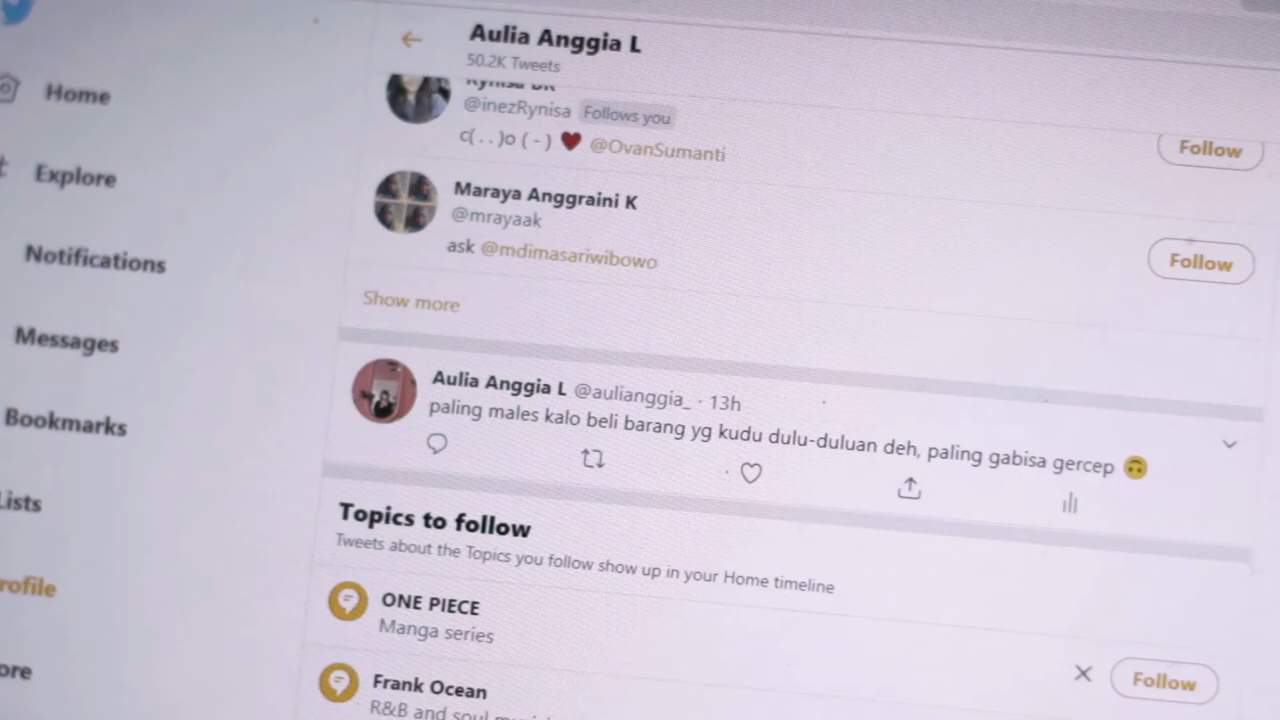 Aulia Anggia L
50.2K Tweets
Home
Explore
Notifications
Messages
Bookmarks
Lists
rofile
ore
@inezRynisa Follows you
c( . . )o ( - ) ♥ @OvanSumanti
Follow
Maraya Anggraini K
@mrayaak
ask @mdimasariwibowo
Follow
Show more
Aulia Anggia L @aulianggia_ · 13h
paling males kalo beli barang yg kudu dulu-duluan deh, paling gabisa gercep 🙃
Topics to follow
Tweets about the Topics you follow show up in your Home timeline
ONE PIECE
Manga series
Follow
Frank Ocean
R&B and soul